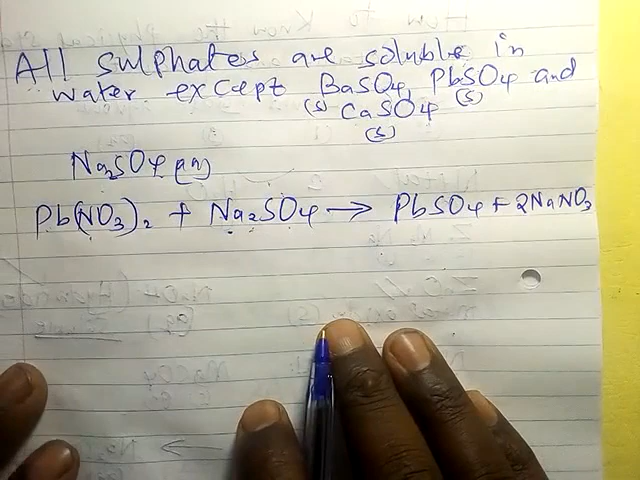 All sulphates are soluble in
water except BaSO4, PbSO4 and
(s) CaSO4 (s)
(s)
Na2SO4 (aq)
Pb(NO3)2 + Na2SO4 → PbSO4 + 2NaNO3